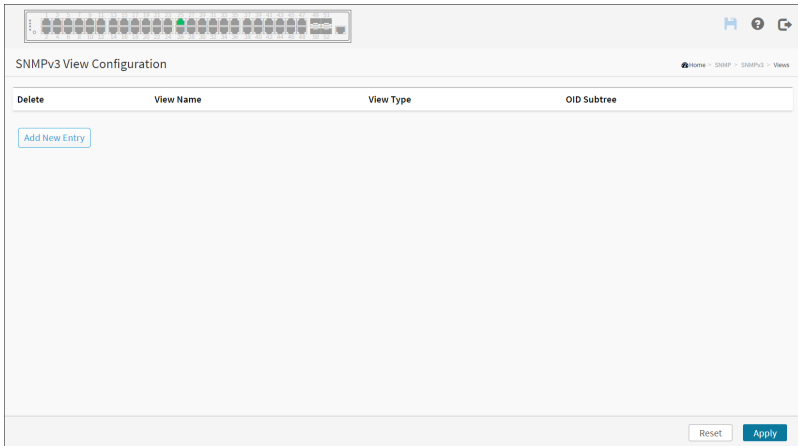 SNMPv3 View Configuration
Home > SNMP > SNMPv3 > Views
Delete View Name View Type OID Subtree
Add New Entry
Reset Apply